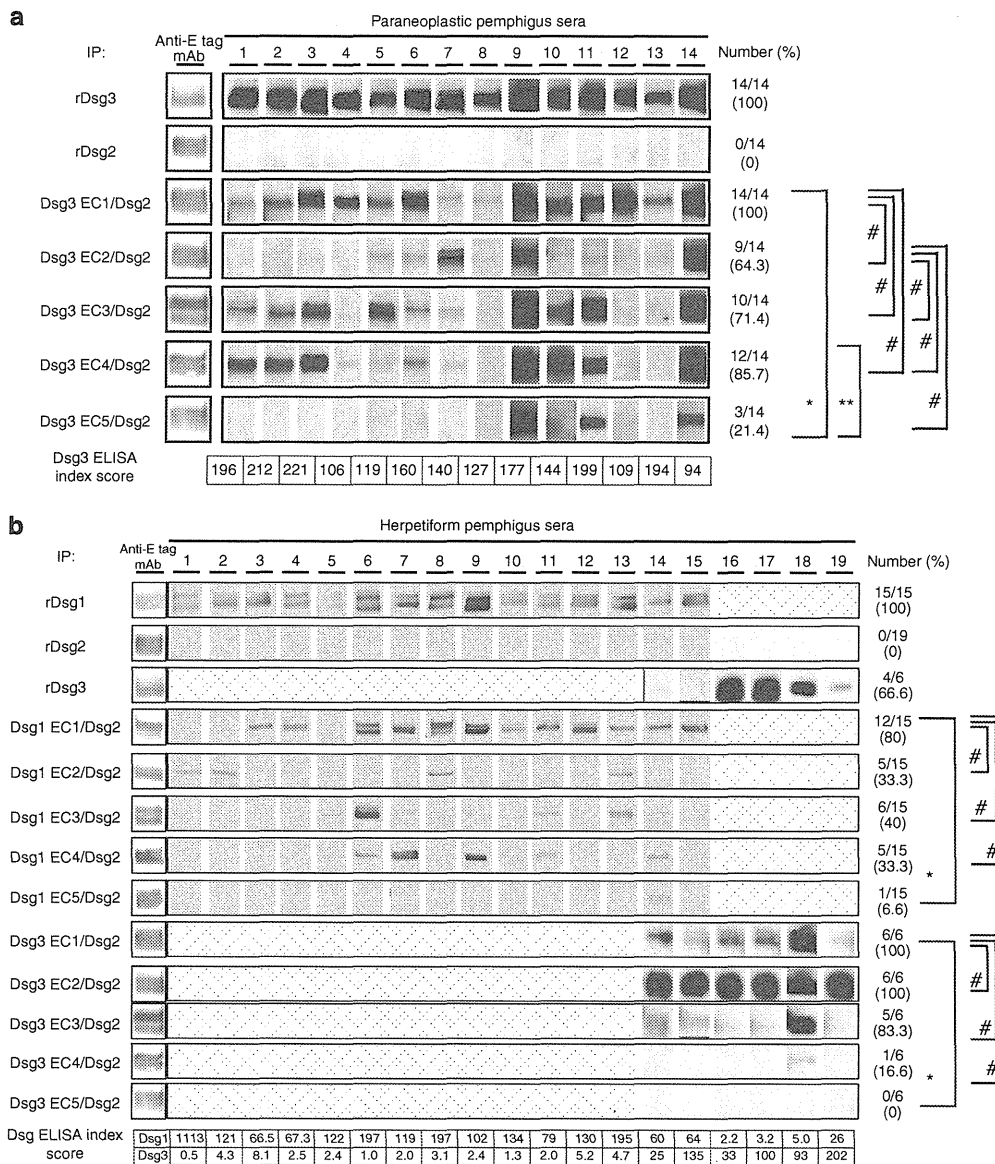 a
Paraneoplastic pemphigus sera
IP: Anti-E tag mAb 1 2 3 4 5 6 7 8 9 10 11 12 13 14 Number (%)
rDsg3 14/14 (100)
rDsg2 0/14 (0)
Dsg3 EC1/Dsg2 14/14 (100)
Dsg3 EC2/Dsg2 9/14 (64.3)
Dsg3 EC3/Dsg2 10/14 (71.4)
Dsg3 EC4/Dsg2 12/14 (85.7)
Dsg3 EC5/Dsg2 3/14 (21.4)
* ** # # # # # #
Dsg3 ELISA index score 196 212 221 106 119 160 140 127 177 144 199 109 194 94
b
Herpetiform pemphigus sera
IP: Anti-E tag mAb 1 2 3 4 5 6 7 8 9 10 11 12 13 14 15 16 17 18 19 Number (%)
rDsg1 15/15 (100)
rDsg2 0/19 (0)
rDsg3 4/6 (66.6)
Dsg1 EC1/Dsg2 12/15 (80)
Dsg1 EC2/Dsg2 5/15 (33.3)
Dsg1 EC3/Dsg2 6/15 (40)
Dsg1 EC4/Dsg2 5/15 (33.3)
Dsg1 EC5/Dsg2 1/15 (6.6)
* # # #
Dsg3 EC1/Dsg2 6/6 (100)
Dsg3 EC2/Dsg2 6/6 (100)
Dsg3 EC3/Dsg2 5/6 (83.3)
Dsg3 EC4/Dsg2 1/6 (16.6)
Dsg3 EC5/Dsg2 0/6 (0)
* # # #
Dsg ELISA index score
Dsg1 1113 121 66.5 67.3 122 197 119 197 102 134 79 130 195 60 64 2.2 3.2 5.0 26
Dsg3 0.5 4.3 8.1 2.5 2.4 1.0 2.0 3.1 2.4 1.3 2.0 5.2 4.7 25 135 33 100 93 202